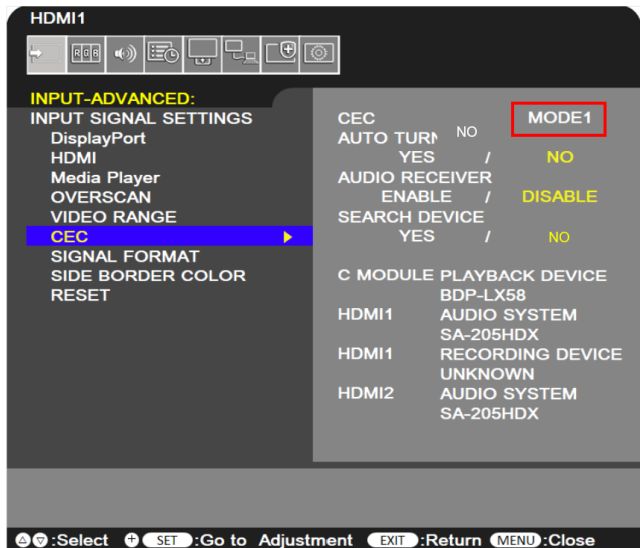 HDMI1
RGB
INPUT-ADVANCED:
INPUT SIGNAL SETTINGS
DisplayPort
HDMI
Media Player
OVERSCAN
VIDEO RANGE
CEC
SIGNAL FORMAT
SIDE BORDER COLOR
RESET
CEC MODE1
AUTO TURN NO
YES / NO
AUDIO RECEIVER
ENABLE / DISABLE
SEARCH DEVICE
YES / NO
C MODULE PLAYBACK DEVICE
BDP-LX58
HDMI1 AUDIO SYSTEM
SA-205HDX
HDMI1 RECORDING DEVICE
UNKNOWN
HDMI2 AUDIO SYSTEM
SA-205HDX
:Select SET :Go to Adjustment EXIT :Return MENU :Close